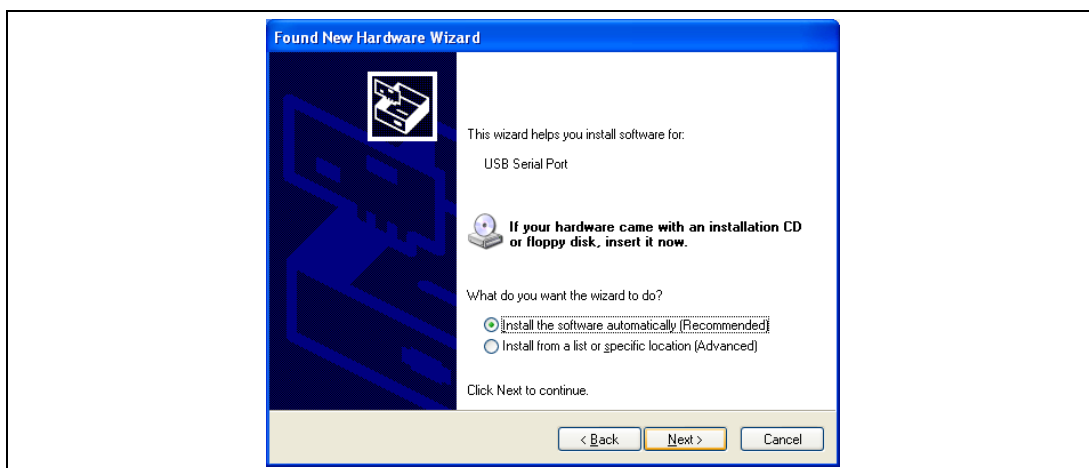 Found New Hardware Wizard
This wizard helps you install software for:
USB Serial Port
If your hardware came with an installation CD
or floppy disk, insert it now.
What do you want the wizard to do?
Install the software automatically (Recommended)
Install from a list or specific location (Advanced)
Click Next to continue.
< Back Next > Cancel